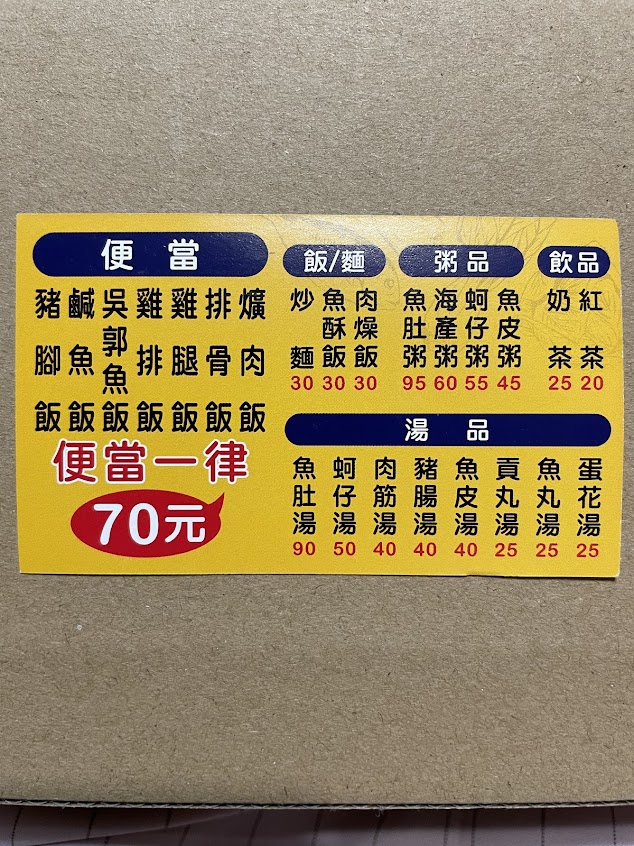 便當
爌肉飯
排骨飯
雞腿飯
雞排飯
吳郭魚飯
鹹魚飯
豬腳飯
便當一律
70元
飯/麵
肉燥飯 30
魚酥飯 30
炒麵 30
粥品
魚皮粥 45
蚵仔粥 55
海產粥 60
魚肚粥 95
飲品
紅茶 20
奶茶 25
湯品
蛋花湯 25
魚丸湯 25
貢丸湯 25
魚皮湯 40
豬腸湯 40
肉筋湯 40
蚵仔湯 50
魚肚湯 90